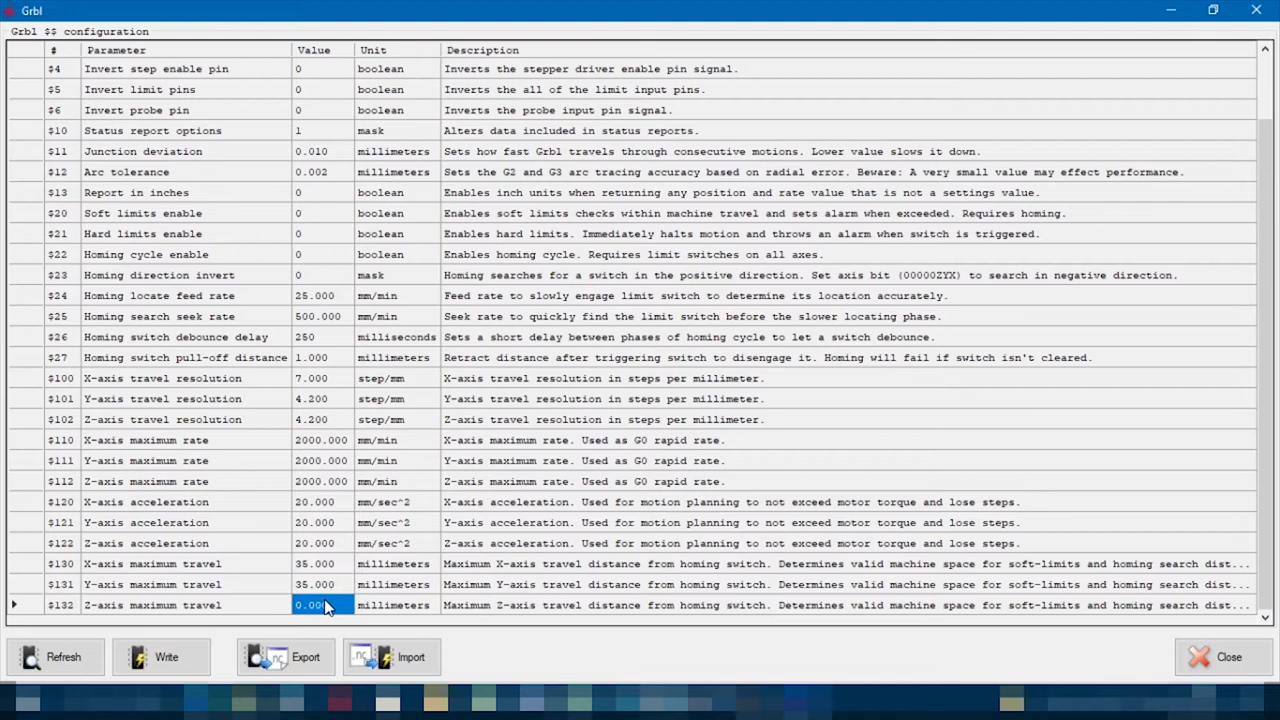 Grbl
Grbl $$ configuration
# Parameter Value Unit Description
$4 Invert step enable pin 0 boolean Inverts the stepper driver enable pin signal.
$5 Invert limit pins 0 boolean Inverts the all of the limit input pins.
$6 Invert probe pin 0 boolean Inverts the probe input pin signal.
$10 Status report options 1 mask Alters data included in status reports.
$11 Junction deviation 0.010 millimeters Sets how fast Grbl travels through consecutive motions. Lower value slows it down.
$12 Arc tolerance 0.002 millimeters Sets the G2 and G3 arc tracing accuracy based on radial error. Beware: A very small value may effect performance.
$13 Report in inches 0 boolean Enables inch units when returning any position and rate value that is not a settings value.
$20 Soft limits enable 0 boolean Enables soft limits checks within machine travel and sets alarm when exceeded. Requires homing.
$21 Hard limits enable 0 boolean Enables hard limits. Immediately halts motion and throws an alarm when switch is triggered.
$22 Homing cycle enable 0 boolean Enables homing cycle. Requires limit switches on all axes.
$23 Homing direction invert 0 mask Homing searches for a switch in the positive direction. Set axis bit (00000ZYX) to search in negative direction.
$24 Homing locate feed rate 25.000 mm/min Feed rate to slowly engage limit switch to determine its location accurately.
$25 Homing search seek rate 500.000 mm/min Seek rate to quickly find the limit switch before the slower locating phase.
$26 Homing switch debounce delay 250 milliseconds Sets a short delay between phases of homing cycle to let a switch debounce.
$27 Homing switch pull-off distance 1.000 millimeters Retract distance after triggering switch to disengage it. Homing will fail if switch isn't cleared.
$100 X-axis travel resolution 7.000 step/mm X-axis travel resolution in steps per millimeter.
$101 Y-axis travel resolution 4.200 step/mm Y-axis travel resolution in steps per millimeter.
$102 Z-axis travel resolution 4.200 step/mm Z-axis travel resolution in steps per millimeter.
$110 X-axis maximum rate 2000.000 mm/min X-axis maximum rate. Used as G0 rapid rate.
$111 Y-axis maximum rate 2000.000 mm/min Y-axis maximum rate. Used as G0 rapid rate.
$112 Z-axis maximum rate 2000.000 mm/min Z-axis maximum rate. Used as G0 rapid rate.
$120 X-axis acceleration 20.000 mm/sec^2 X-axis acceleration. Used for motion planning to not exceed motor torque and lose steps.
$121 Y-axis acceleration 20.000 mm/sec^2 Y-axis acceleration. Used for motion planning to not exceed motor torque and lose steps.
$122 Z-axis acceleration 20.000 mm/sec^2 Z-axis acceleration. Used for motion planning to not exceed motor torque and lose steps.
$130 X-axis maximum travel 35.000 millimeters Maximum X-axis travel distance from homing switch. Determines valid machine space for soft-limits and homing search dist...
$131 Y-axis maximum travel 35.000 millimeters Maximum Y-axis travel distance from homing switch. Determines valid machine space for soft-limits and homing search dist...
$132 Z-axis maximum travel 0.000 millimeters Maximum Z-axis travel distance from homing switch. Determines valid machine space for soft-limits and homing search dist...
Refresh Write Export Import Close